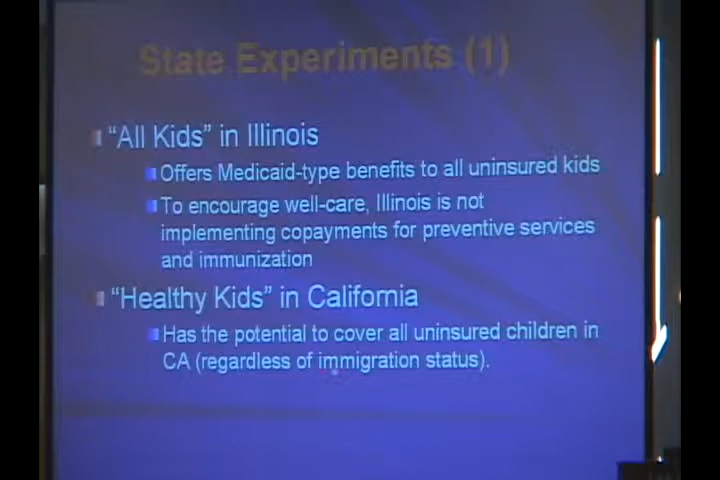 State Experiments (1)
“All Kids” in Illinois
Offers Medicaid-type benefits to all uninsured kids
To encourage well-care, Illinois is not
implementing copayments for preventive services
and immunization
“Healthy Kids” in California
Has the potential to cover all uninsured children in
CA (regardless of immigration status).